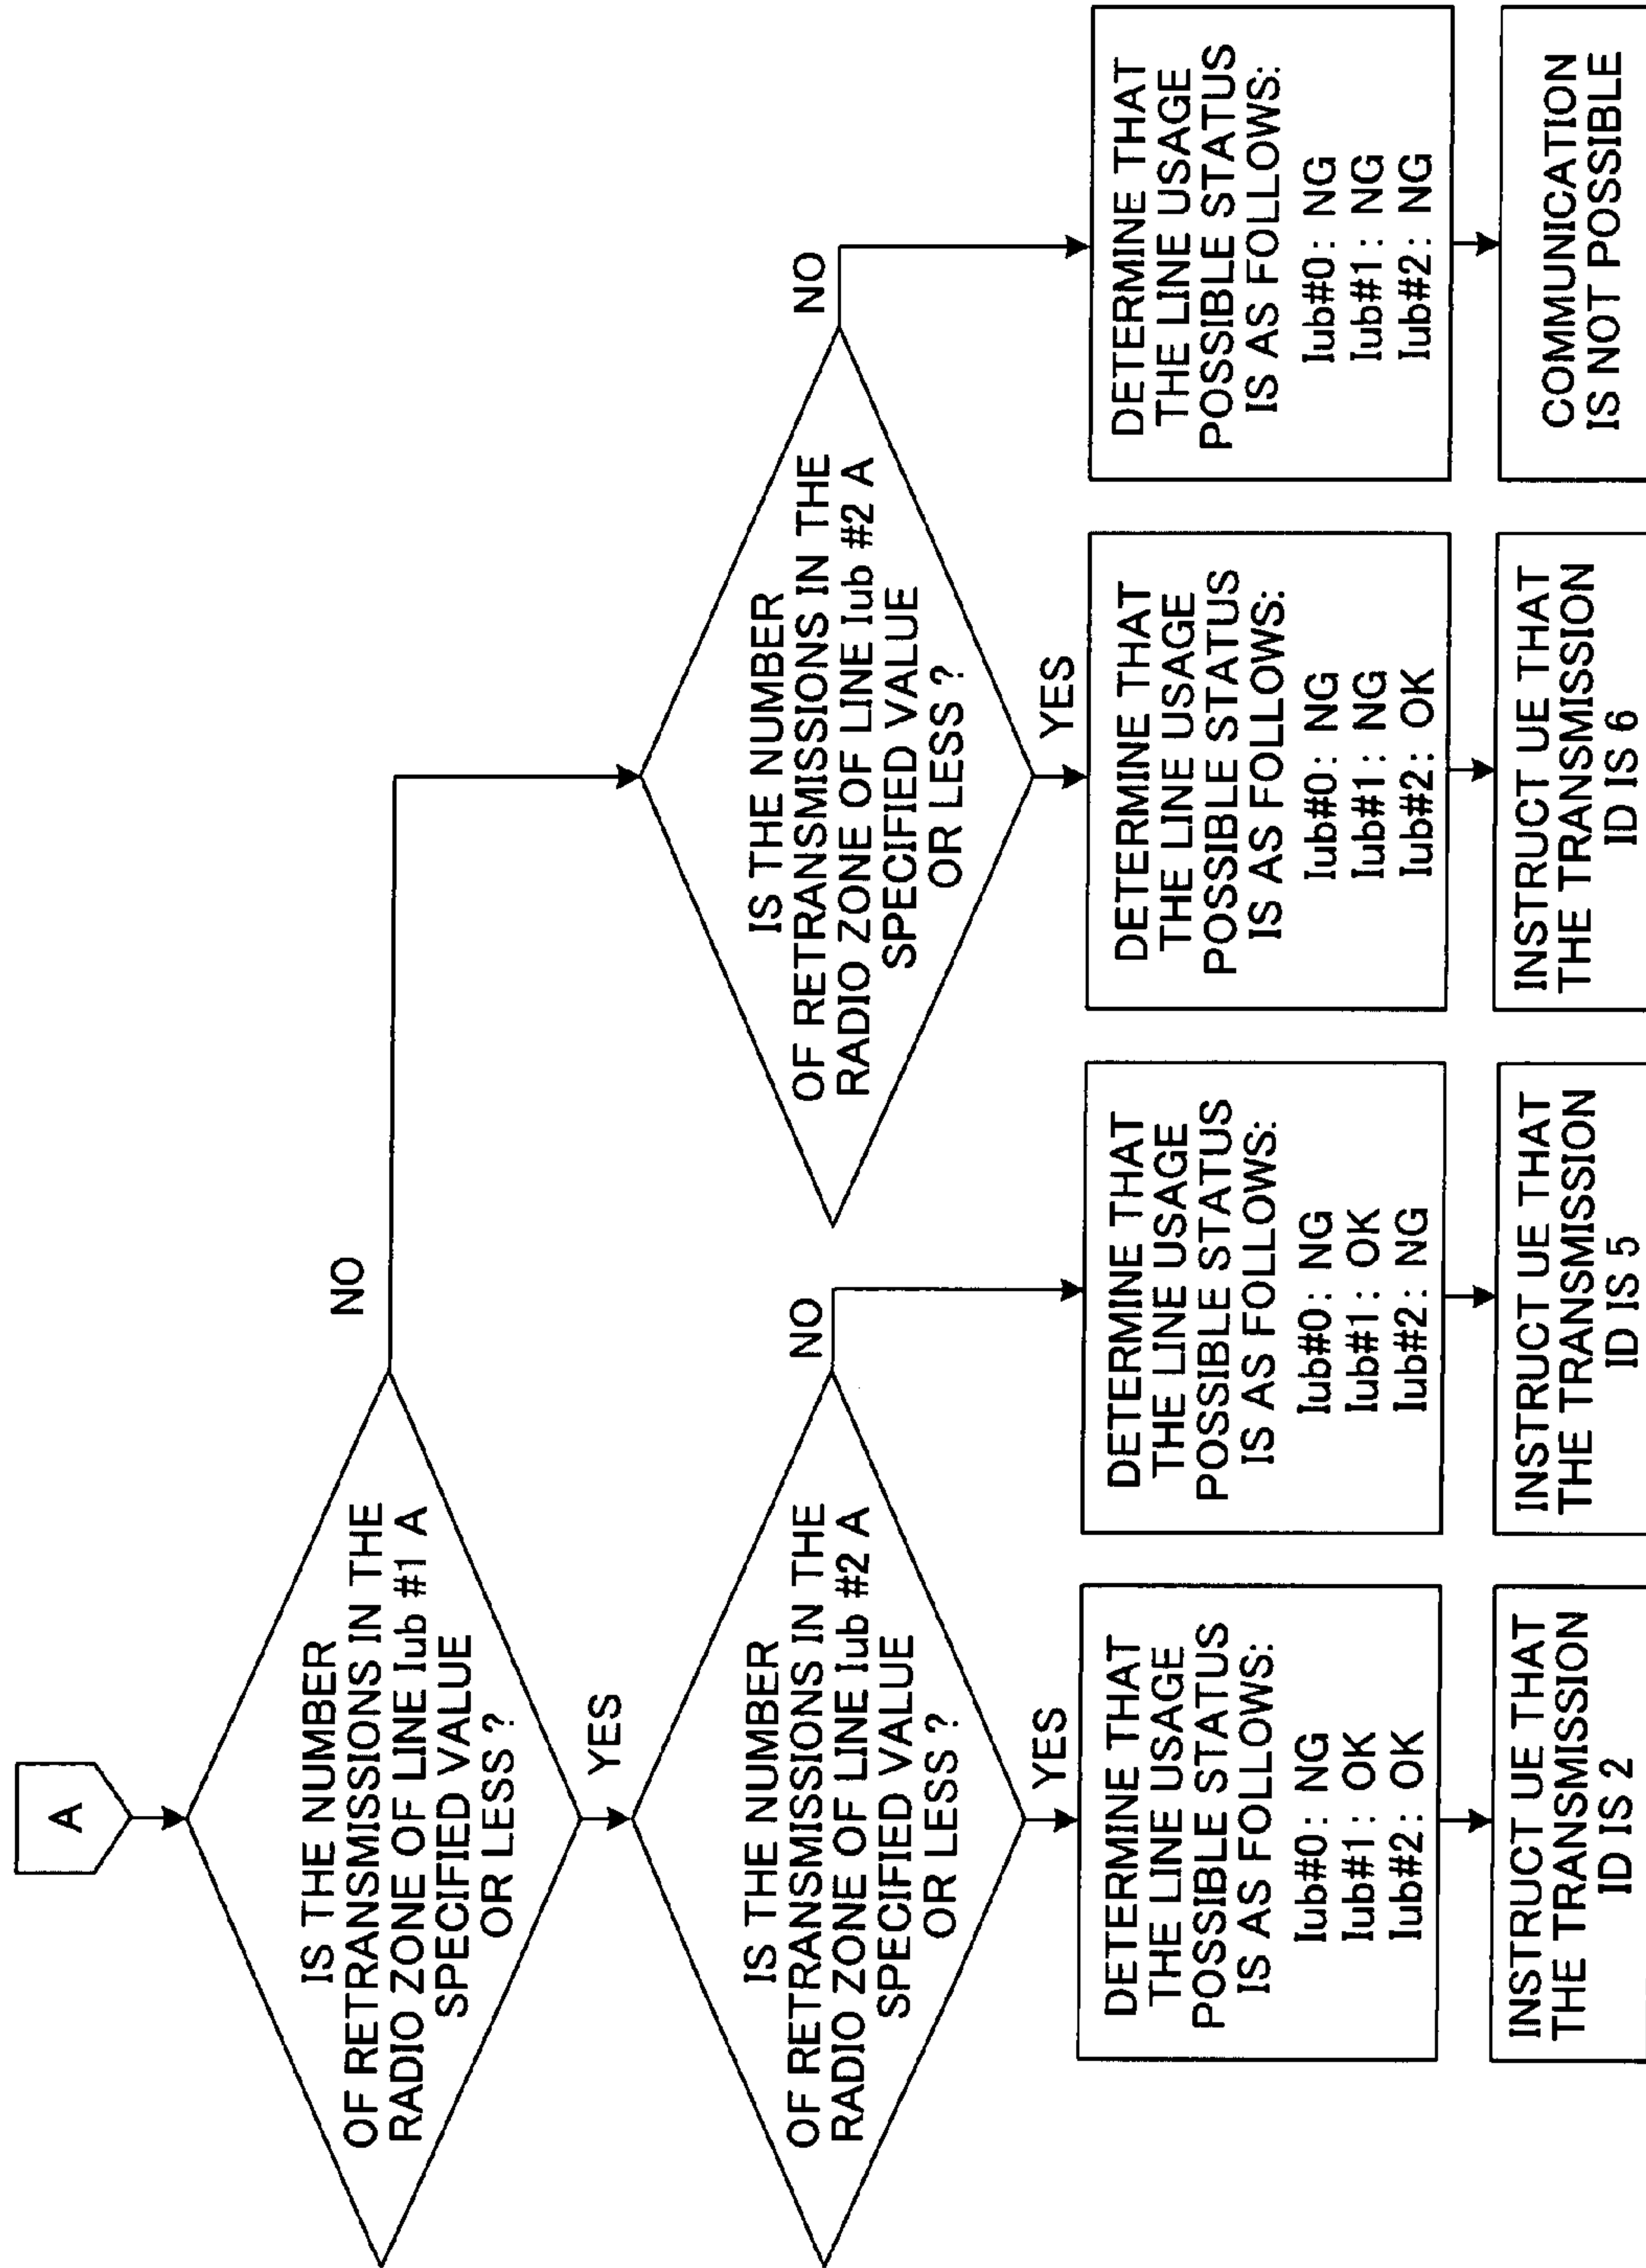 A
IS THE NUMBER
OF RETRANSMISSIONS IN THE
RADIO ZONE OF LINE Iub #1 A
SPECIFIED VALUE
OR LESS ?
NO
YES
IS THE NUMBER
OF RETRANSMISSIONS IN THE
RADIO ZONE OF LINE Iub #2 A
SPECIFIED VALUE
OR LESS ?
NO
YES
IS THE NUMBER
OF RETRANSMISSIONS IN THE
RADIO ZONE OF LINE Iub #2 A
SPECIFIED VALUE
OR LESS ?
NO
YES
DETERMINE THAT
THE LINE USAGE
POSSIBLE STATUS
IS AS FOLLOWS:
Iub#0: NG
Iub#1: OK
Iub#2: OK
INSTRUCT UE THAT
THE TRANSMISSION
ID IS 2
DETERMINE THAT
THE LINE USAGE
POSSIBLE STATUS
IS AS FOLLOWS:
Iub#0: NG
Iub#1: OK
Iub#2: NG
INSTRUCT UE THAT
THE TRANSMISSION
ID IS 5
DETERMINE THAT
THE LINE USAGE
POSSIBLE STATUS
IS AS FOLLOWS:
Iub#0: NG
Iub#1: NG
Iub#2: OK
INSTRUCT UE THAT
THE TRANSMISSION
ID IS 6
DETERMINE THAT
THE LINE USAGE
POSSIBLE STATUS
IS AS FOLLOWS:
Iub#0: NG
Iub#1: NG
Iub#2: NG
COMMUNICATION
IS NOT POSSIBLE